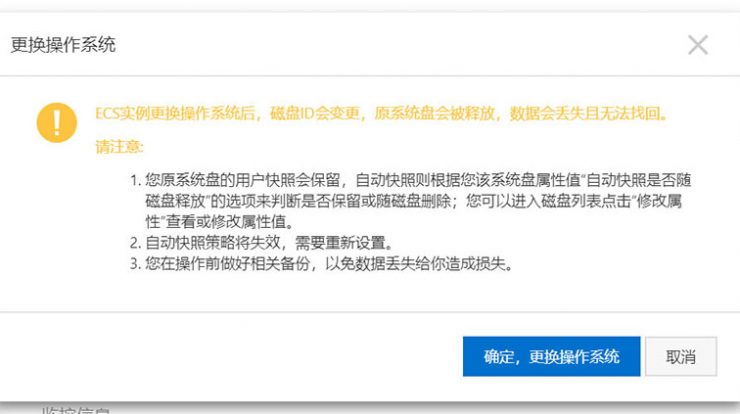 更换操作系统
ECS实例更换操作系统后，磁盘ID会变更，原系统盘会被释放，数据会丢失且无法找回。
请注意:
1. 您原系统盘的用户快照会保留，自动快照则根据您该系统盘属性值“自动快照是否随
磁盘释放”的选项来判断是否保留或随磁盘删除；您可以进入磁盘列表点击“修改属
性”查看或修改属性值。
2. 自动快照策略将失效，需要重新设置。
3. 您在操作前做好相关备份，以免数据丢失给你造成损失。
确定，更换操作系统
取消
监控信息